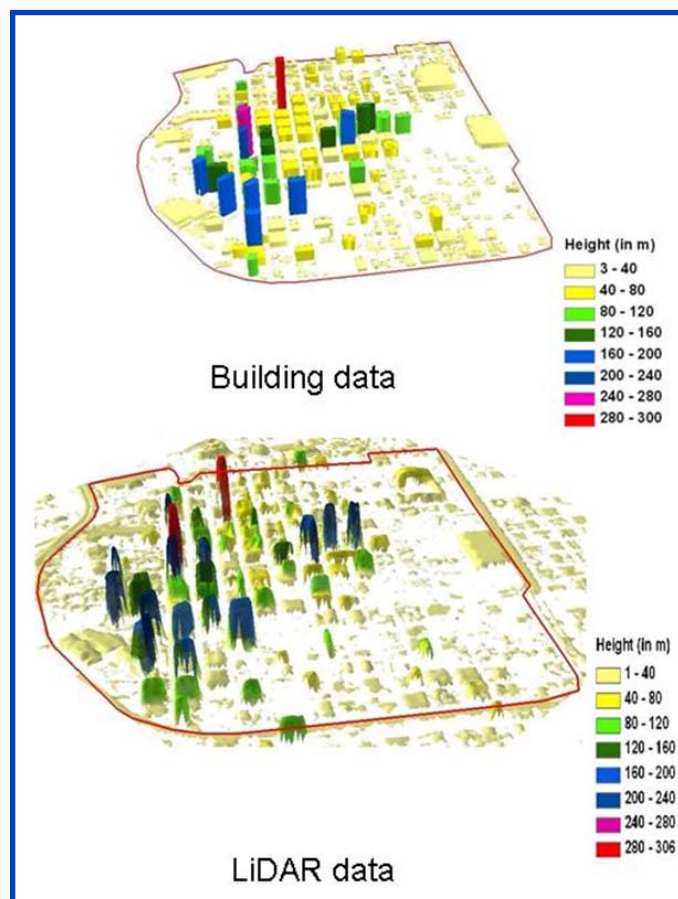 Height (in m)
3 - 40
40 - 80
80 - 120
120 - 160
160 - 200
200 - 240
240 - 280
280 - 300
Building data
Height (in m)
1 - 40
40 - 80
80 - 120
120 - 160
160 - 200
200 - 240
240 - 280
280 - 306
LiDAR data